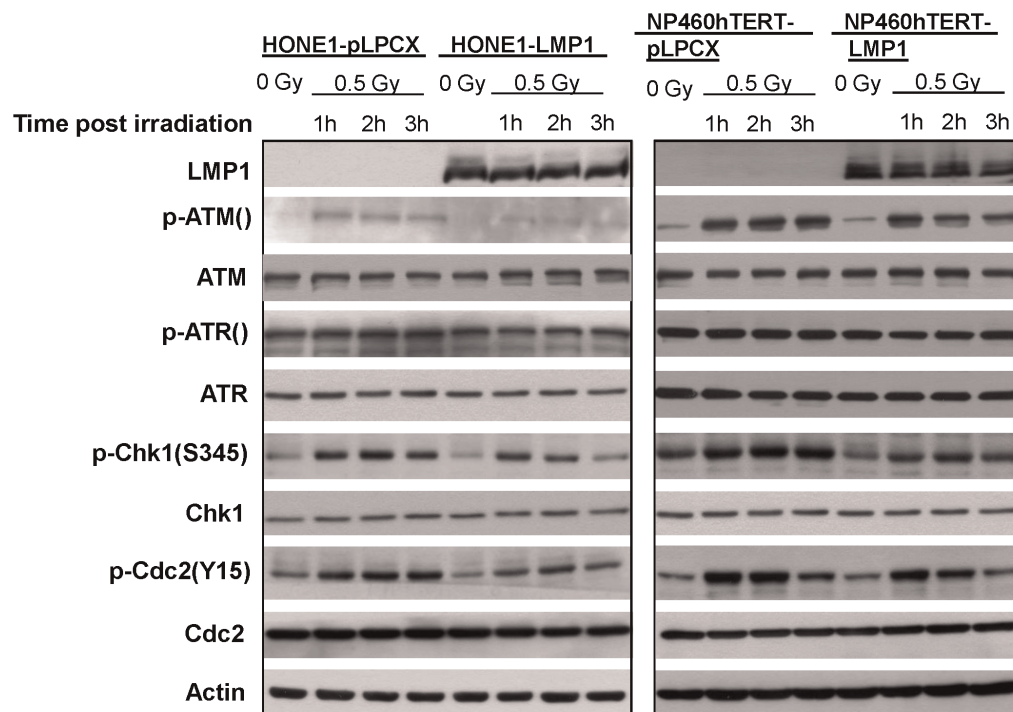 HONE1-pLPCX HONE1-LMP1 NP460hTERT-pLPCX NP460hTERT-LMP1
0 Gy 0.5 Gy 0 Gy 0.5 Gy 0 Gy 0.5 Gy 0 Gy 0.5 Gy
Time post irradiation 1h 2h 3h 1h 2h 3h 1h 2h 3h 1h 2h 3h
LMP1
p-ATM()
ATM
p-ATR()
ATR
p-Chk1(S345)
Chk1
p-Cdc2(Y15)
Cdc2
Actin